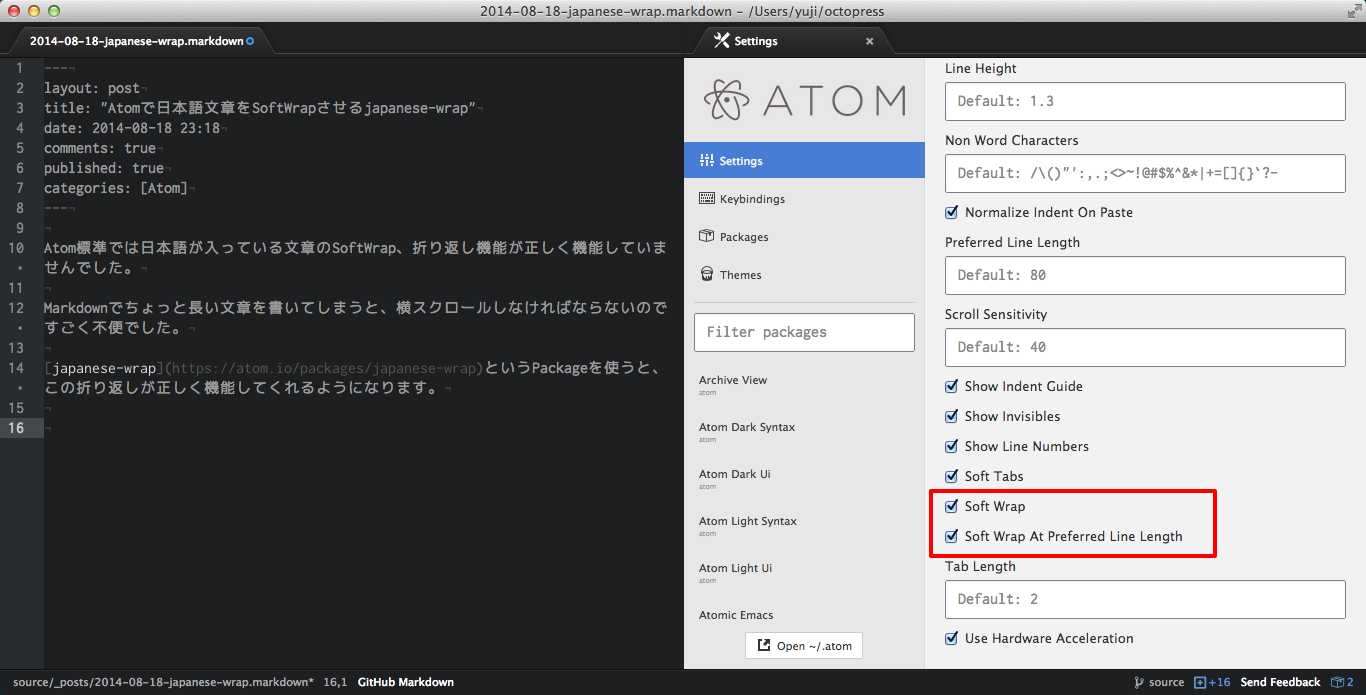 2014-08-18-japanese-wrap.markdown - /Users/yuji/octopress
2014-08-18-japanese-wrap.markdown
1 ---¬
2 layout: post¬
3 title: "Atomで日本語文章をSoftWrapさせるjapanese-wrap"¬
4 date: 2014-08-18 23:18¬
5 comments: true¬
6 published: true¬
7 categories: [Atom]¬
8 ---¬
9 ¬
10 Atom標準では日本語が入っている文章のSoftWrap、折り返し機能が正しく機能していま
• せんでした。¬
11 ¬
12 Markdownでちょっと長い文章を書いてしまうと、横スクロールしなければならないので
• すごく不便でした。¬
13 ¬
14 [japanese-wrap](https://atom.io/packages/japanese-wrap)というPackageを使うと、
• この折り返しが正しく機能してくれるようになります。¬
15 ¬
16 ¬
Settings ×
ATOM
Settings
Keybindings
Packages
Themes
Filter packages
Archive View
atom
Atom Dark Syntax
atom
Atom Dark Ui
atom
Atom Light Syntax
atom
Atom Light Ui
atom
Atomic Emacs
Open ~/.atom
Line Height
Default: 1.3
Non Word Characters
Default: /\()"':,.;<>~!@#$%^&*|+=[]{}`?-
Normalize Indent On Paste
Preferred Line Length
Default: 80
Scroll Sensitivity
Default: 40
Show Indent Guide
Show Invisibles
Show Line Numbers
Soft Tabs
Soft Wrap
Soft Wrap At Preferred Line Length
Tab Length
Default: 2
Use Hardware Acceleration
source/_posts/2014-08-18-japanese-wrap.markdown* 16,1 GitHub Markdown
source +16 Send Feedback 2